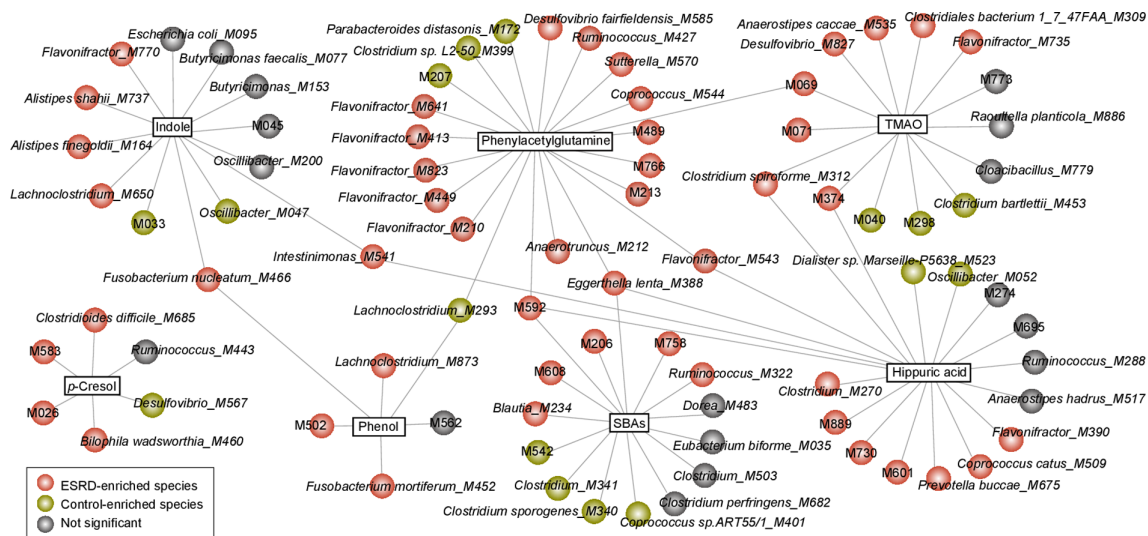 Escherichia coli_M095
Flavonifractor_M770
Butyricimonas faecalis_M077
Butyricimonas_M153
Alistipes shahii_M737
Indole
M045
Alistipes finegoldii_M164
Oscillibacter_M200
Lachnoclostridium_M650
M033
Oscillibacter_M047
Fusobacterium nucleatum_M466
Intestinimonas_M541
Parabacteroides distasonis_M172
Clostridium sp. L2-50_M399
M207
Desulfovibrio fairfieldensis_M585
Ruminococcus_M427
Sutterella_M570
Coprococcus_M544
Flavonifractor_M641
Flavonifractor_M413
Phenylacetylglutamine
M489
Flavonifractor_M823
M766
Flavonifractor_M449
M213
Flavonifractor_M210
Anaerotruncus_M212
Flavonifractor_M543
Eggerthella lenta_M388
M592
Lachnoclostridium_M293
Anaerostipes caccae_M535
Clostridiales bacterium 1_7_47FAA_M309
Desulfovibrio_M827
Flavonifractor_M735
M069
M773
M071
TMAO
Raoultella planticola_M886
Cloacibacillus_M779
Clostridium spiroforme_M312
M374
M040
M298
Clostridium bartlettii_M453
Dialister sp. Marseille-P5638_M523
Oscillibacter_M052
M274
M695
Ruminococcus_M288
Hippuric acid
Clostridium_M270
Anaerostipes hadrus_M517
M889
Flavonifractor_M390
M730
Coprococcus catus_M509
M601
Prevotella buccae_M675
Clostridioides difficile_M685
M583
Ruminococcus_M443
p-Cresol
M026
Desulfovibrio_M567
Bilophila wadsworthia_M460
Lachnoclostridium_M873
M502
Phenol
M562
Fusobacterium mortiferum_M452
M206
M758
M608
Ruminococcus_M322
Blautia_M234
SBAs
Dorea_M483
M542
Eubacterium biforme_M035
Clostridium_M341
Clostridium_M503
Clostridium sporogenes_M340
Clostridium perfringens_M682
Coprococcus sp.ART55/1_M401
ESRD-enriched species
Control-enriched species
Not significant